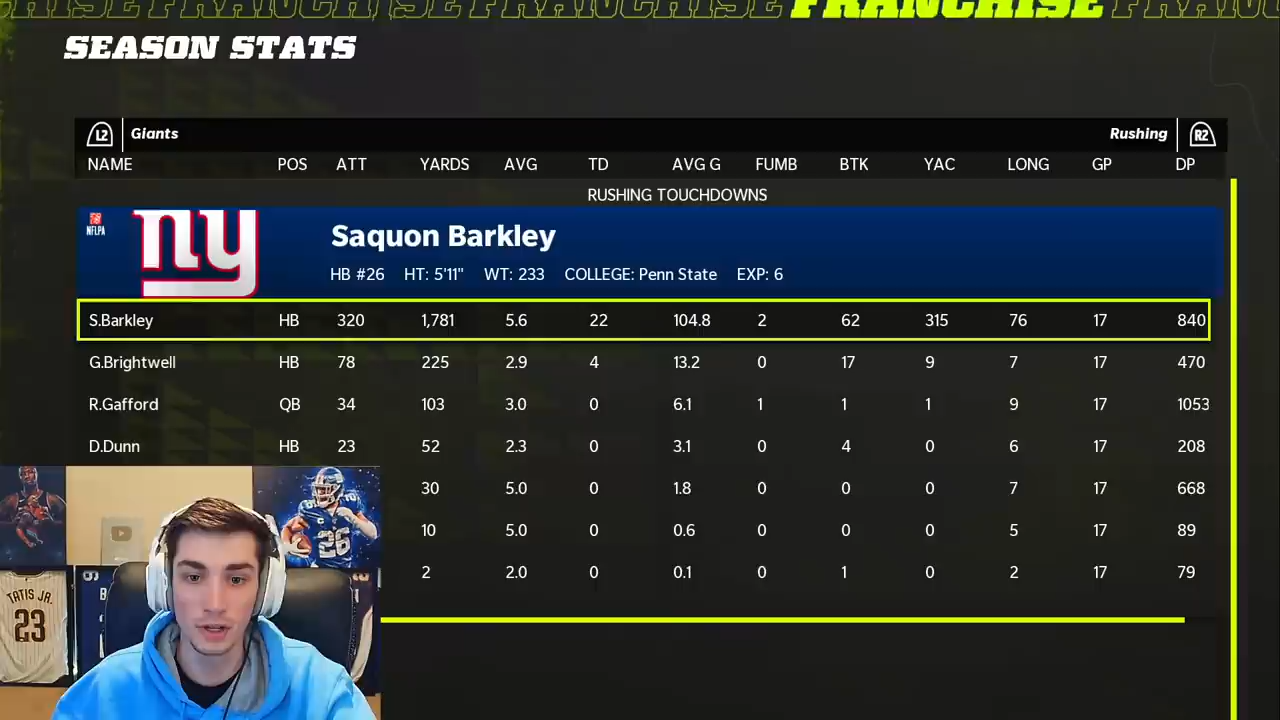 FRANCHISE FRANCHISE FRANCHISE FRANCHISE
SEASON STATS
L2 Giants Rushing R2
NAME POS ATT YARDS AVG TD AVG G FUMB BTK YAC LONG GP DP
RUSHING TOUCHDOWNS
NFLPA
ny
Saquon Barkley
HB #26 HT: 5'11" WT: 233 COLLEGE: Penn State EXP: 6
S.Barkley HB 320 1,781 5.6 22 104.8 2 62 315 76 17 840
G.Brightwell HB 78 225 2.9 4 13.2 0 17 9 7 17 470
R.Gafford QB 34 103 3.0 0 6.1 1 1 1 9 17 1053
D.Dunn HB 23 52 2.3 0 3.1 0 4 0 6 17 208
30 5.0 0 1.8 0 0 0 7 17 668
10 5.0 0 0.6 0 0 0 5 17 89
2 2.0 0 0.1 0 1 0 2 17 79
26
TATIS JR.
23